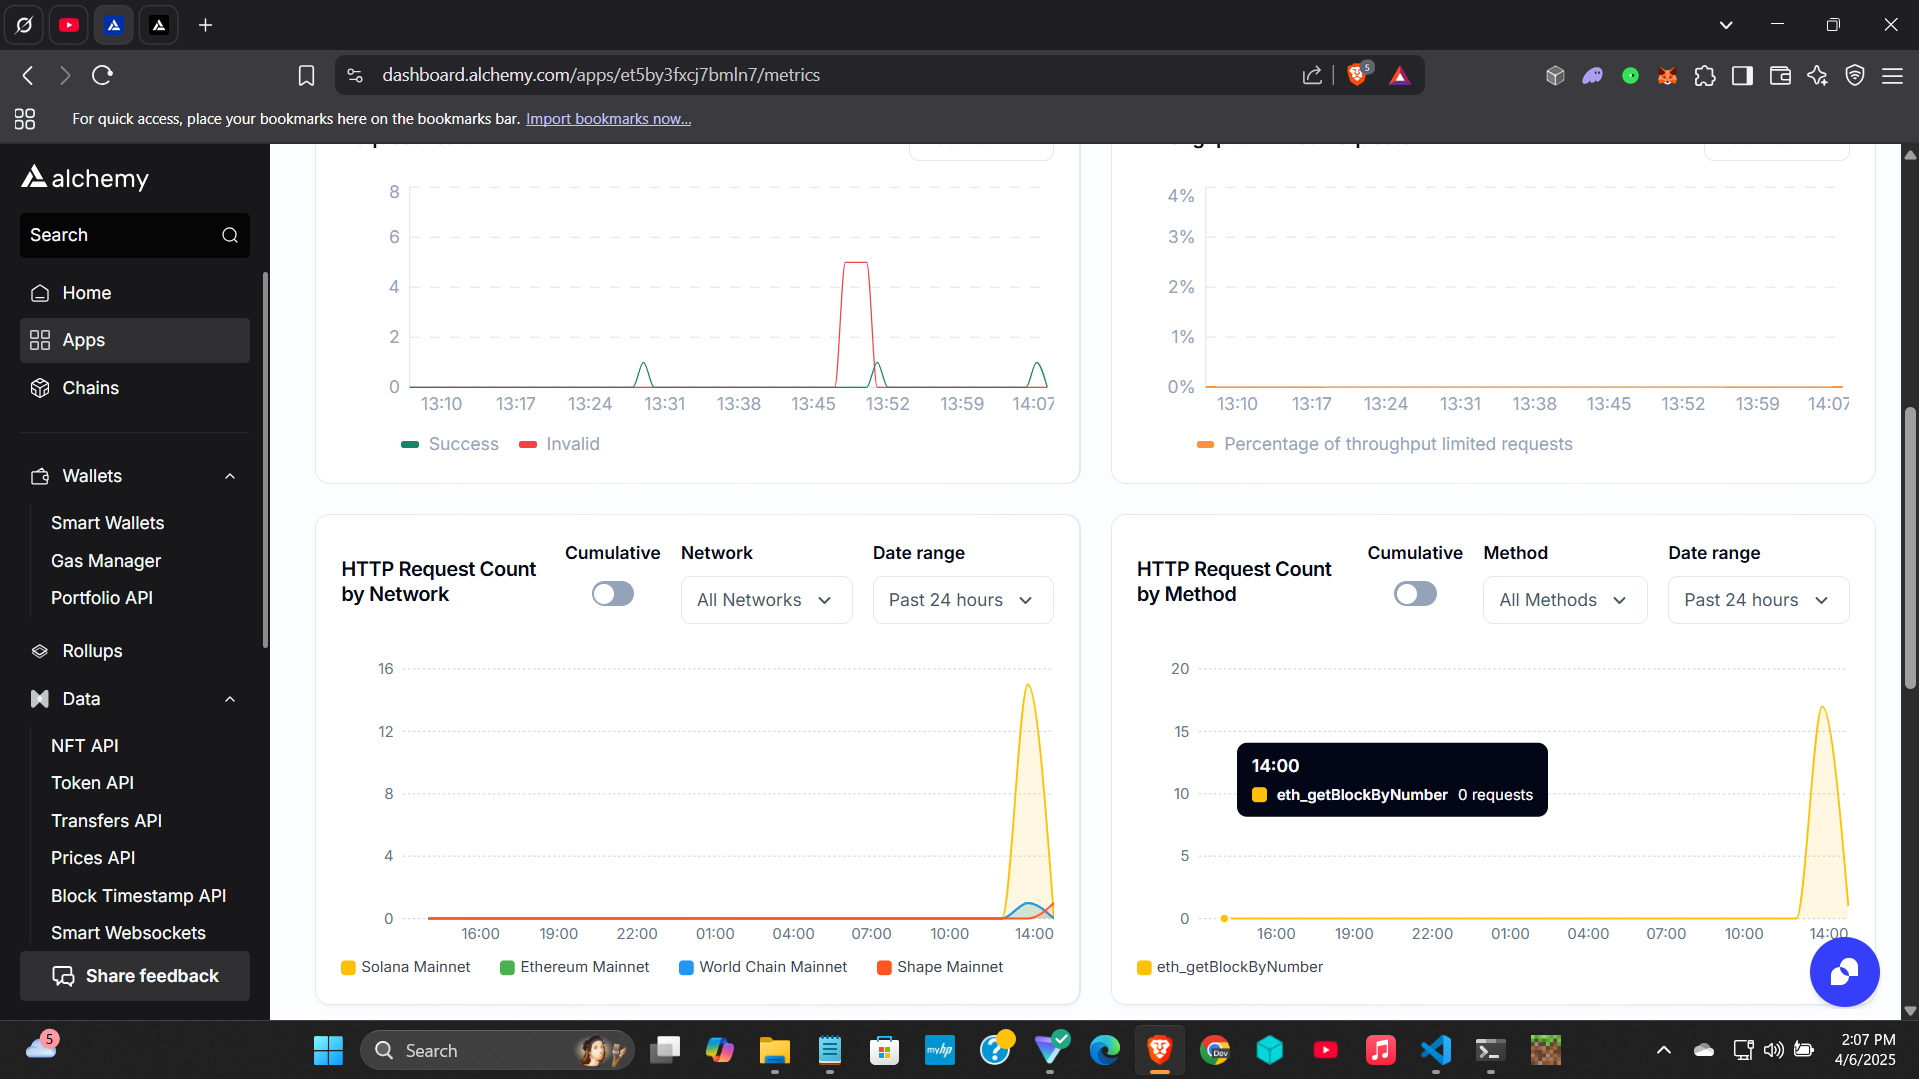 dashboard.alchemy.com/apps/et5by3fxcj7bmln7/metrics
5
For quick access, place your bookmarks here on the bookmarks bar. Import bookmarks now...
alchemy
Search
Home
Apps
Chains
Wallets
Smart Wallets
Gas Manager
Portfolio API
Rollups
Data
NFT API
Token API
Transfers API
Prices API
Block Timestamp API
Smart Websockets
Share feedback
8
6
4
2
0
13:10 13:17 13:24 13:31 13:38 13:45 13:52 13:59 14:07
Success Invalid
4%
3%
2%
1%
0%
13:10 13:17 13:24 13:31 13:38 13:45 13:52 13:59 14:07
Percentage of throughput limited requests
HTTP Request Count
by Network
Cumulative
Network
All Networks
Date range
Past 24 hours
16
12
8
4
0
16:00 19:00 22:00 01:00 04:00 07:00 10:00 14:00
Solana Mainnet Ethereum Mainnet World Chain Mainnet Shape Mainnet
HTTP Request Count
by Method
Cumulative
Method
All Methods
Date range
Past 24 hours
20
15
10
5
0
14:00
eth_getBlockByNumber 0 requests
16:00 19:00 22:00 01:00 04:00 07:00 10:00 14:00
eth_getBlockByNumber
5
Search
myhp
Dev
2:07 PM
4/6/2025